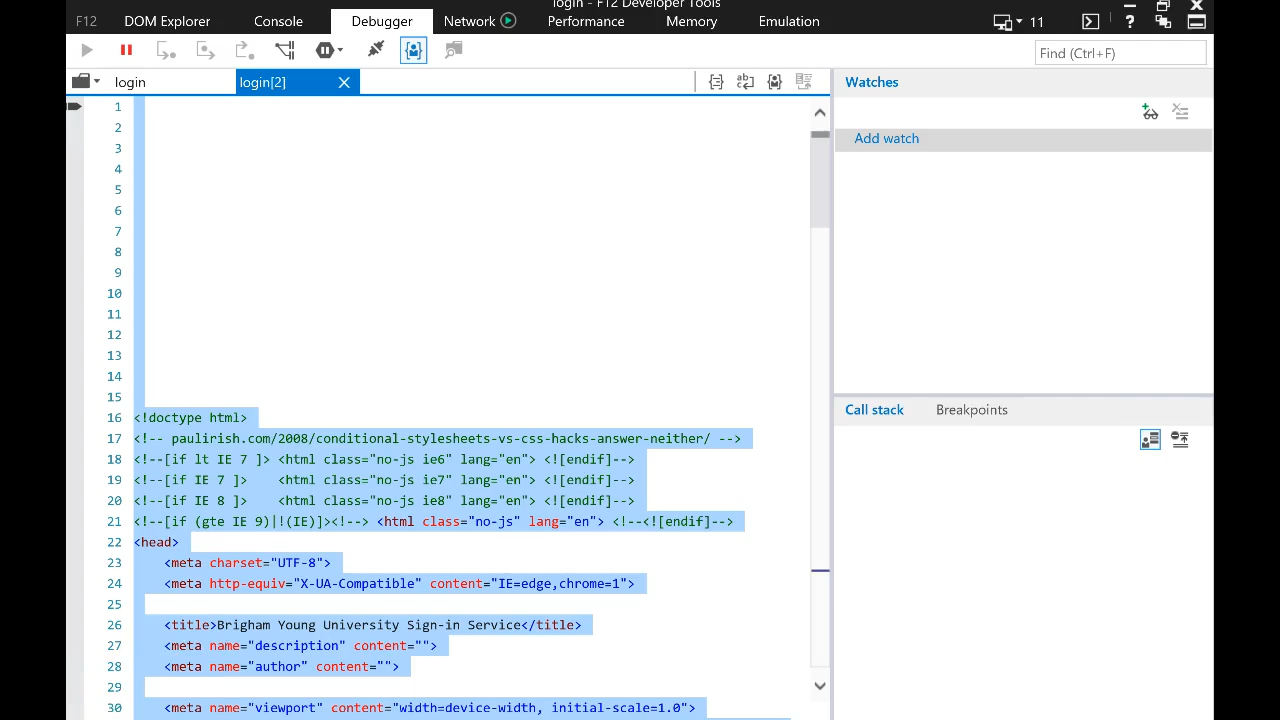 login - F12 Developer Tools
F12 DOM Explorer Console Debugger Network Performance Memory Emulation 11 ?
Find (Ctrl+F)
login login[2]
Watches
Add watch
1
2
3
4
5
6
7
8
9
10
11
12
13
14
15
16 <!doctype html>
17 <!-- paulirish.com/2008/conditional-stylesheets-vs-css-hacks-answer-neither/ -->
18 <!--[if lt IE 7 ]> <html class="no-js ie6" lang="en"> <![endif]-->
19 <!--[if IE 7 ]>    <html class="no-js ie7" lang="en"> <![endif]-->
20 <!--[if IE 8 ]>    <html class="no-js ie8" lang="en"> <![endif]-->
21 <!--[if (gte IE 9)|!(IE)]><!--> <html class="no-js" lang="en"> <!--<![endif]-->
22 <head>
23     <meta charset="UTF-8">
24     <meta http-equiv="X-UA-Compatible" content="IE=edge,chrome=1">
25
26     <title>Brigham Young University Sign-in Service</title>
27     <meta name="description" content="">
28     <meta name="author" content="">
29
30     <meta name="viewport" content="width=device-width, initial-scale=1.0">
Call stack Breakpoints